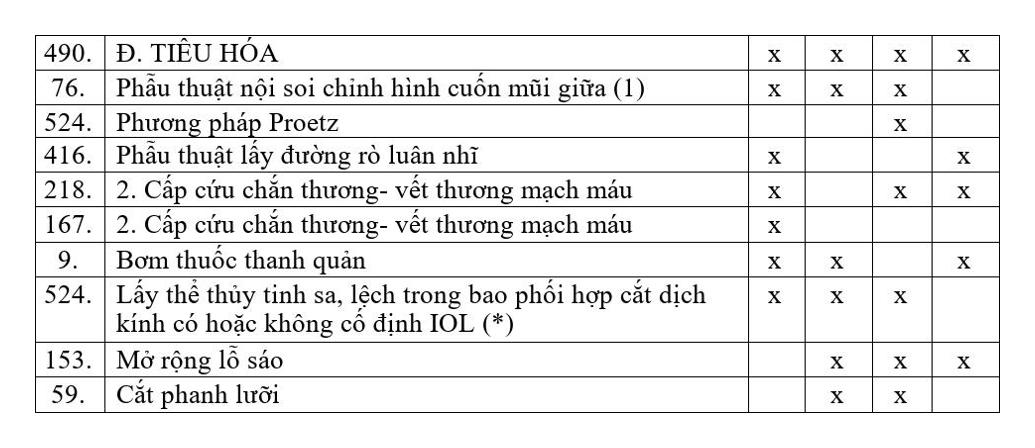 490. Đ. TIÊU HÓA x x x x
76. Phẫu thuật nội soi chỉnh hình cuốn mũi giữa (1) x x x
524. Phương pháp Proetz x
416. Phẫu thuật lấy đường rò luân nhĩ x x
218. 2. Cấp cứu chắn thương- vết thương mạch máu x x x
167. 2. Cấp cứu chắn thương- vết thương mạch máu x
9. Bơm thuốc thanh quản x x x
524. Lấy thể thủy tinh sa, lệch trong bao phối hợp cắt dịch x x x
kính có hoặc không cố định IOL (*)
153. Mở rộng lỗ sáo x x x
59. Cắt phanh lưỡi x x